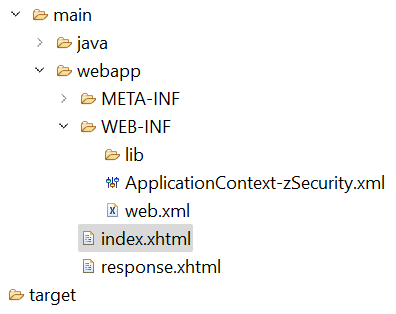 main
java
webapp
META-INF
WEB-INF
lib
ApplicationContext-zSecurity.xml
web.xml
index.xhtml
response.xhtml
target